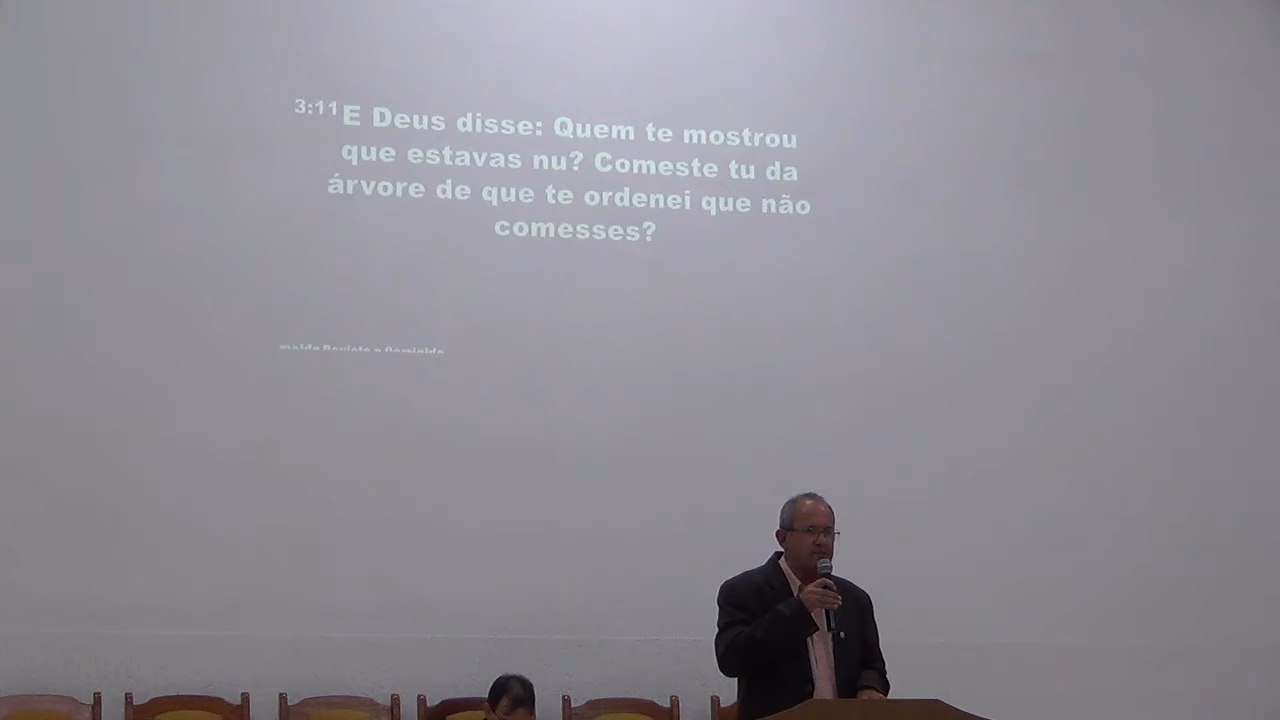 3:11 E Deus disse: Quem te mostrou
que estavas nu? Comeste tu da
árvore de que te ordenei que não
comesses?